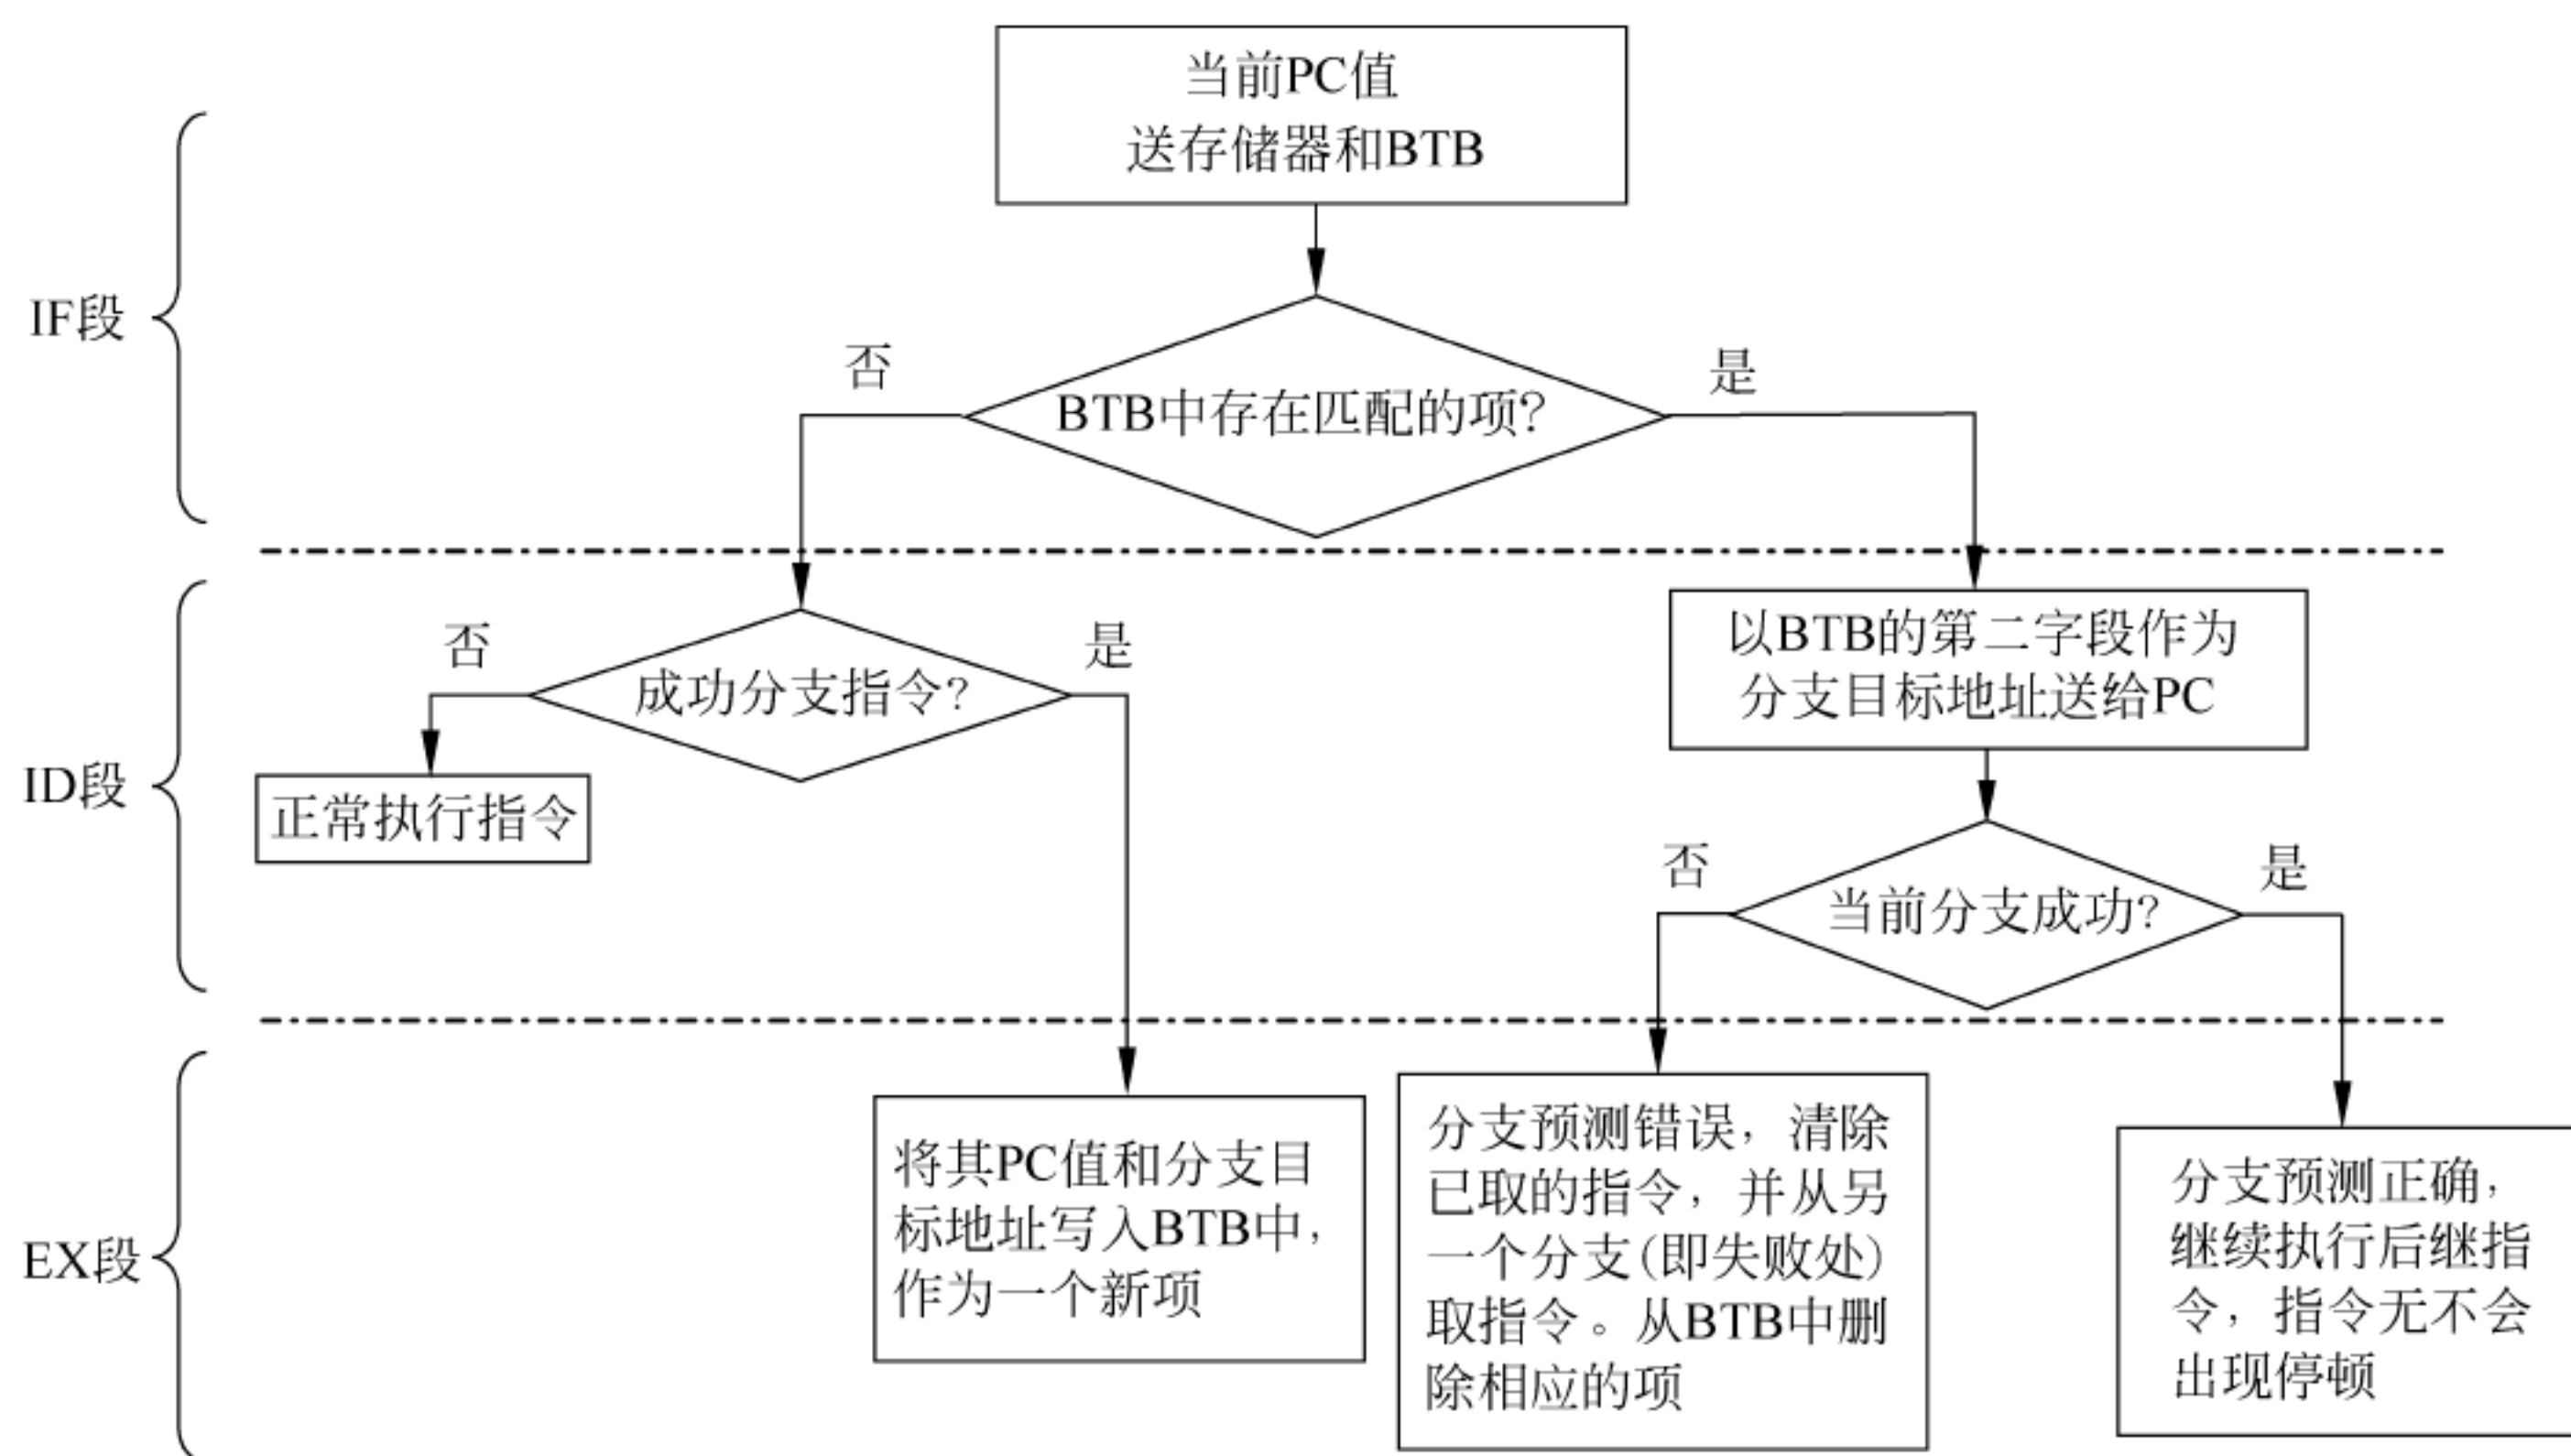 当前PC值
送存储器和BTB
IF段
否
是
BTB中存在匹配的项?
否
是
成功分支指令?
以BTB的第二字段作为
分支目标地址送给PC
ID段
正常执行指令
否
是
当前分支成功?
EX段
将其PC值和分支目
标地址写入BTB中,
作为一个新项
分支预测错误, 清除
已取的指令, 并从另
一个分支(即失败处)
取指令。从BTB中删
除相应的项
分支预测正确,
继续执行后继指
令, 指令无不会
出现停顿